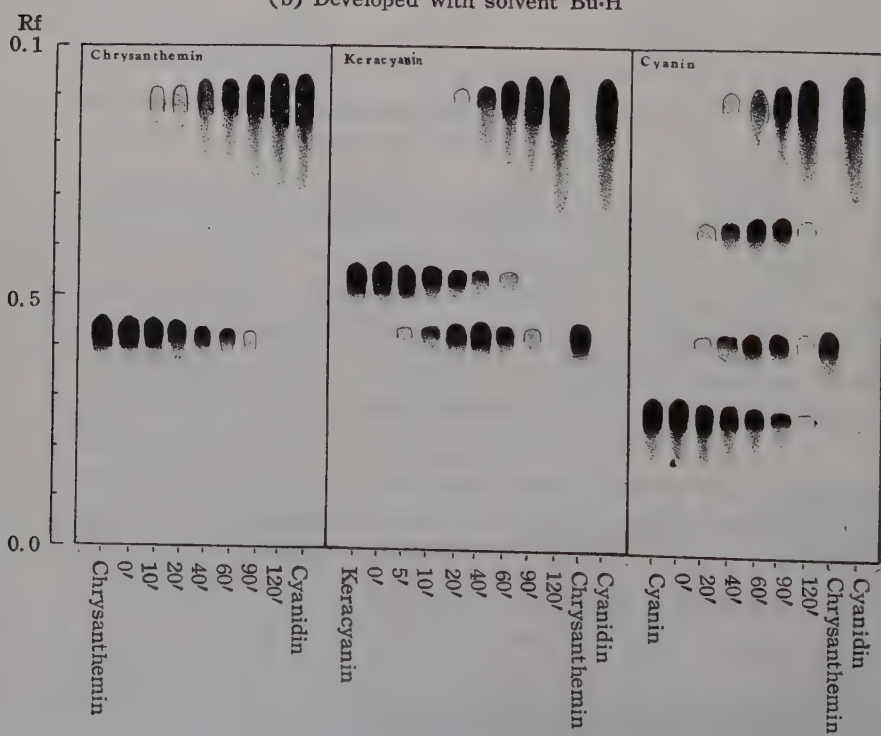 (b) Developed with solvent Bu·H
Rf
0.1
0.5
0.0
Chrysanthemin
Keracyanin
Cyanin
Chrysanthemin
0′
10′
20′
40′
60′
90′
120′
Cyanidin
Keracyanin
0′
5′
10′
20′
40′
60′
90′
120′
Chrysanthemin
Cyanidin
Cyanin
0′
20′
40′
60′
90′
120′
Chrysanthemin
Cyanidin